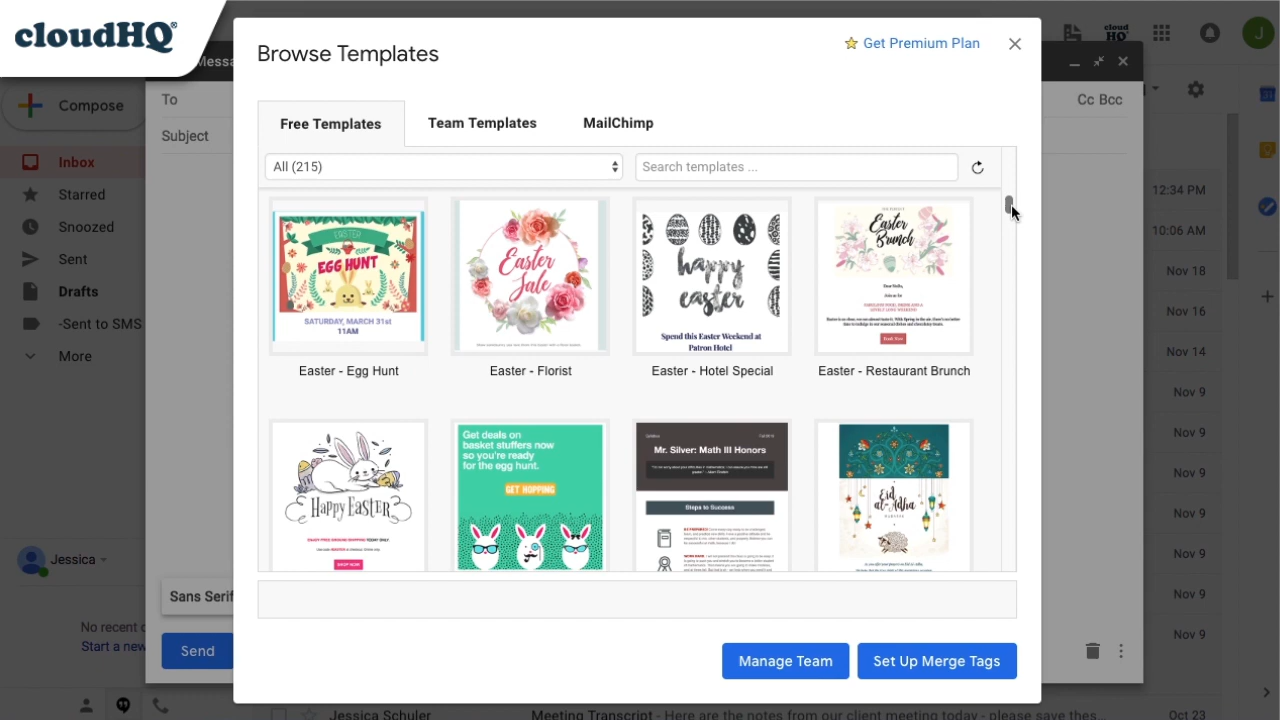 cloudHQ®
Browse Templates
Get Premium Plan
Free Templates
Team Templates
MailChimp
All (215)
Search templates ...
EASTER
EGG HUNT
SATURDAY, MARCH 31st
11AM
Easter - Egg Hunt
Easter
Sale
Easter - Florist
happy
easter
Spend this Easter Weekend at
Patron Hotel
Easter - Hotel Special
Easter
Brunch
Easter - Restaurant Brunch
Happy Easter
SHOP NOW
Get deals on
basket stuffers now
so you're ready
for the egg hunt.
GET HOPPING
Mr. Silver: Math III Honors
Steps to Success
Eid
al-Adha
Manage Team
Set Up Merge Tags
Compose
Inbox
Starred
Snoozed
Sent
Drafts
-Sent to SMS
More
Jessica
No recent
Start a new
To
Cc Bcc
Subject
Sans Serif
Send
J
12:34 PM
10:06 AM
Nov 18
Nov 16
Nov 14
Nov 9
Nov 9
Nov 9
Nov 9
Nov 9
Nov 9
Nov 9
Jessica Schuler
Meeting Transcript - Here are the notes from our client meeting today - please save thes...
Oct 23